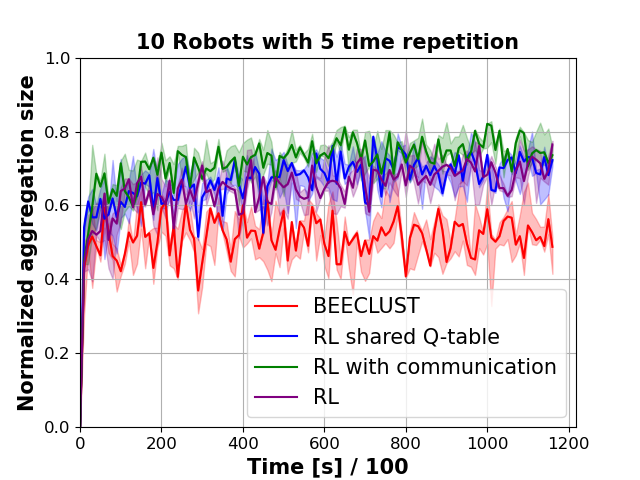 10 Robots with 5 time repetition
Normalized aggregation size
1.0
0.8
0.6
0.4
0.2
0.0
BEECLUST
RL shared Q-table
RL with communication
RL
0 200 400 600 800 1000 1200
Time [s] / 100